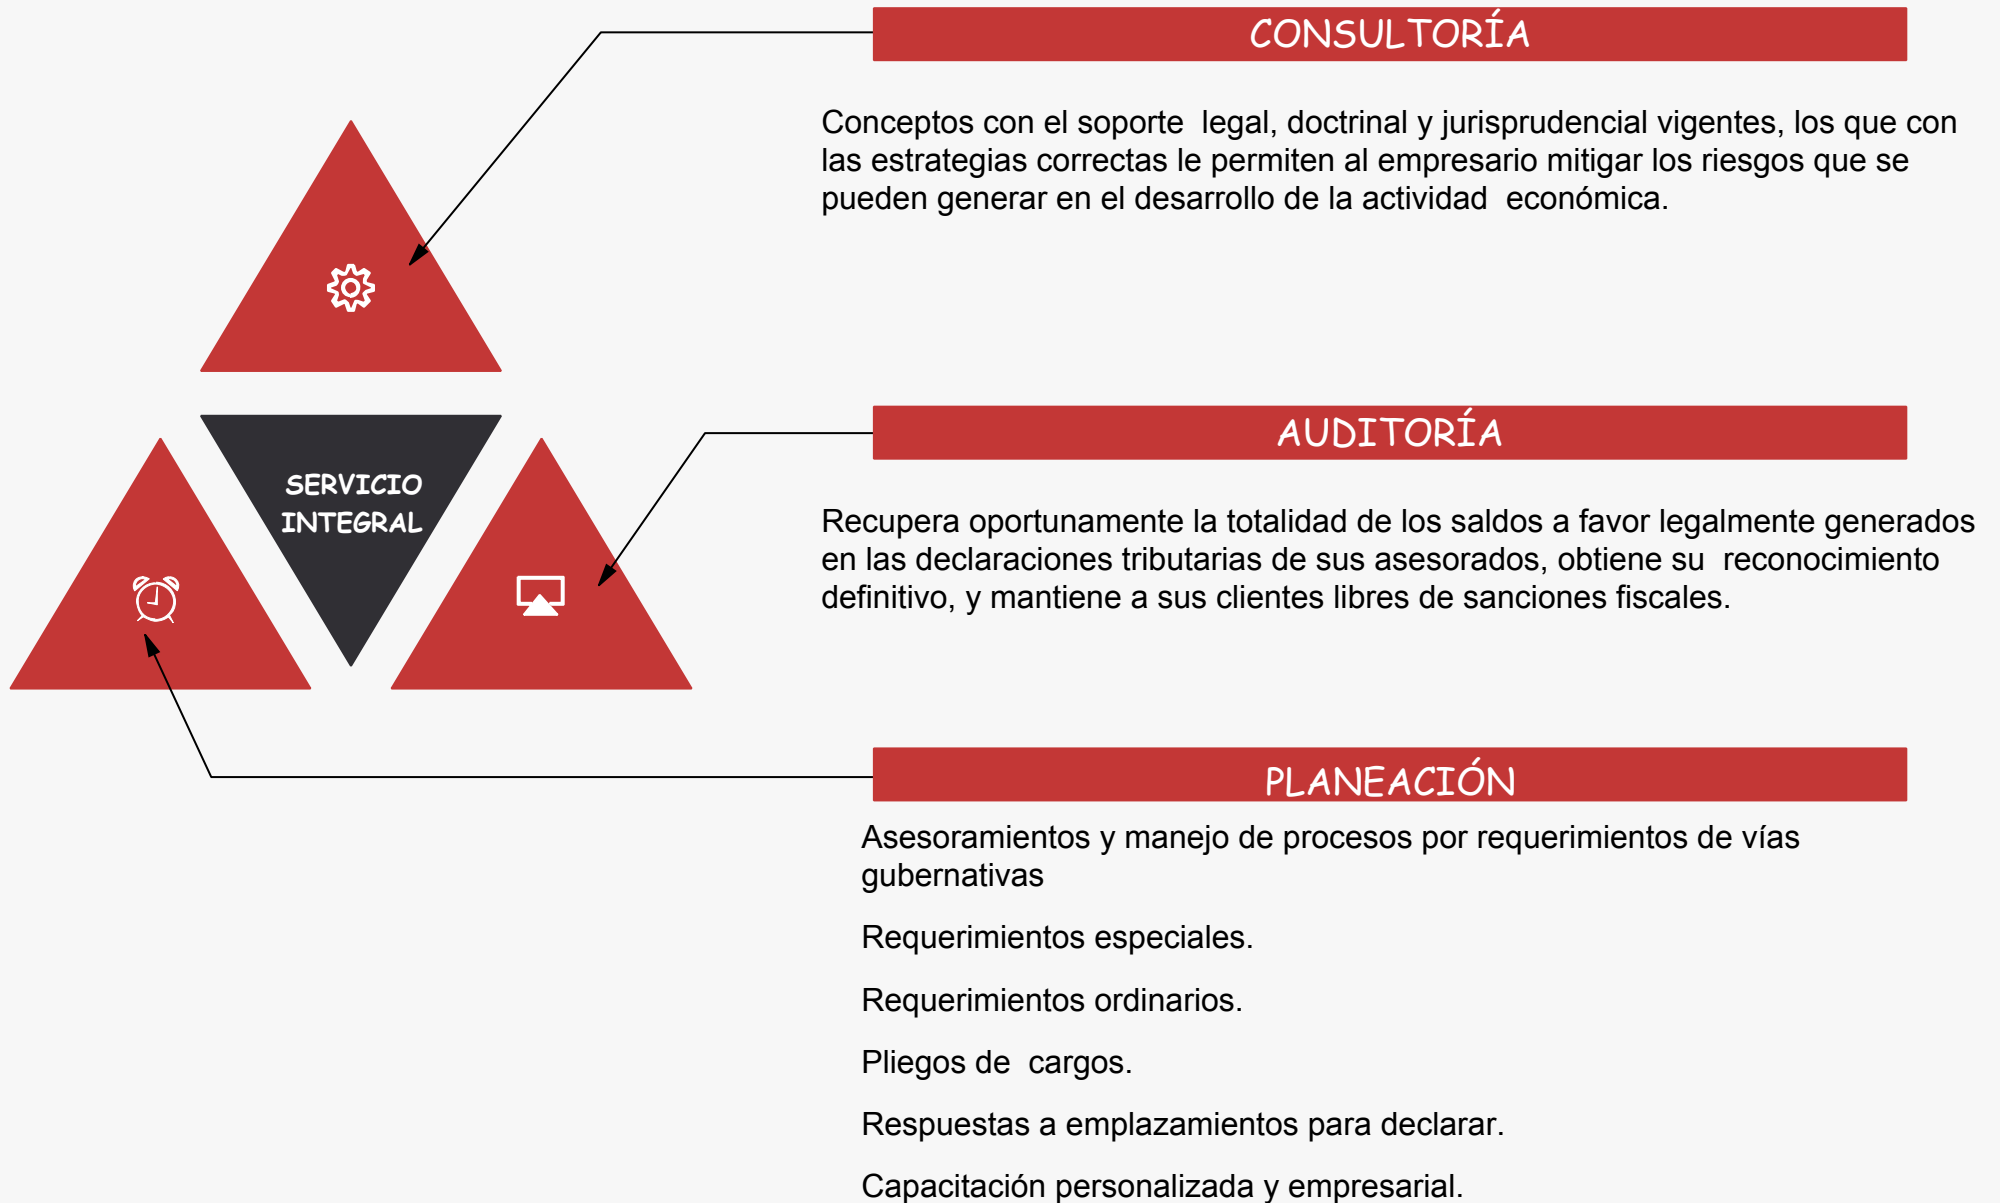 CONSULTORÍA
Conceptos con el soporte  legal, doctrinal y jurisprudencial vigentes, los que con
las estrategias correctas le permiten al empresario mitigar los riesgos que se
pueden generar en el desarrollo de la actividad  económica.
SERVICIO
INTEGRAL
AUDITORÍA
Recupera oportunamente la totalidad de los saldos a favor legalmente generados
en las declaraciones tributarias de sus asesorados, obtiene su  reconocimiento
definitivo, y mantiene a sus clientes libres de sanciones fiscales.
PLANEACIÓN
Asesoramientos y manejo de procesos por requerimientos de vías
gubernativas
Requerimientos especiales.
Requerimientos ordinarios.
Pliegos de  cargos.
Respuestas a emplazamientos para declarar.
Capacitación personalizada y empresarial.